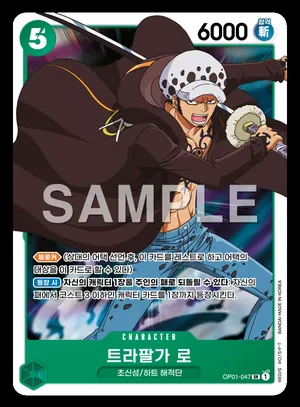 5
6000
참격
斬
SAMPLE
블로커 (상대의 어택 선언 후, 이 카드를 레스트로 하고 어택의
대상을 이 카드로 할 수 있다)
등장 시 자신의 캐릭터 1장을 주인의 패로 되돌릴 수 있다: 자신의
패에서 코스트 3 이하인 캐릭터 카드를 1장까지 등장시킨다.
CHARACTER
트라팔가 로
초신성/하트 해적단
OP01-047
1